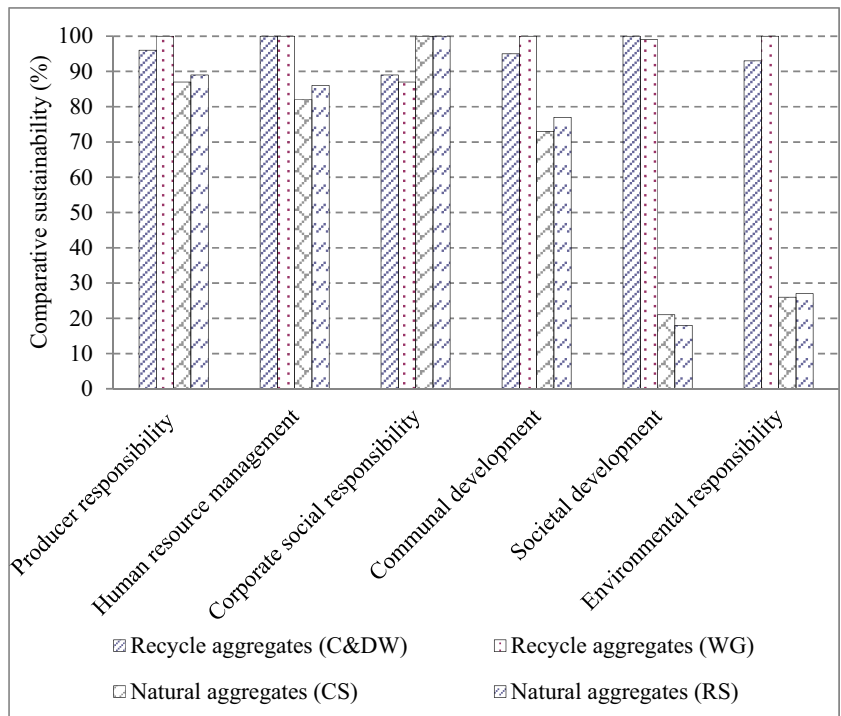 Comparative sustainability (%)
100
90
80
70
60
50
40
30
20
10
0
Producer responsibility
Human resource management
Corporate social responsibility
Communal development
Societal development
Environmental responsibility
Recycle aggregates (C&DW)
Recycle aggregates (WG)
Natural aggregates (CS)
Natural aggregates (RS)